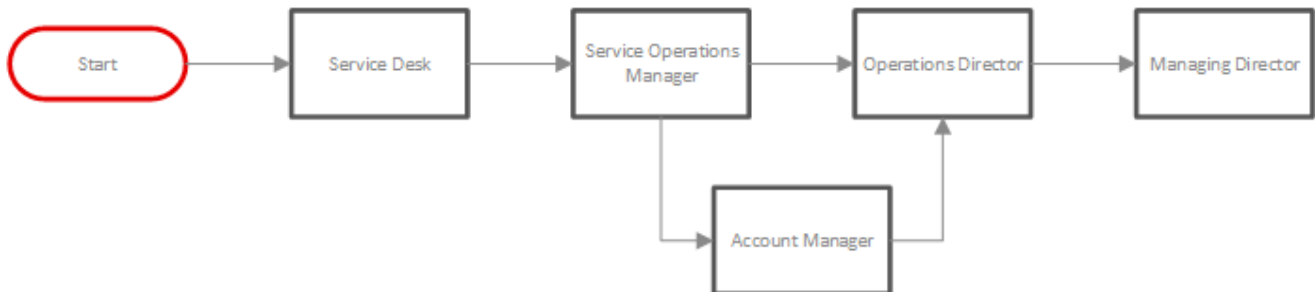 Start
Service Desk
Service Operations
Manager
Operations Director
Managing Director
Account Manager